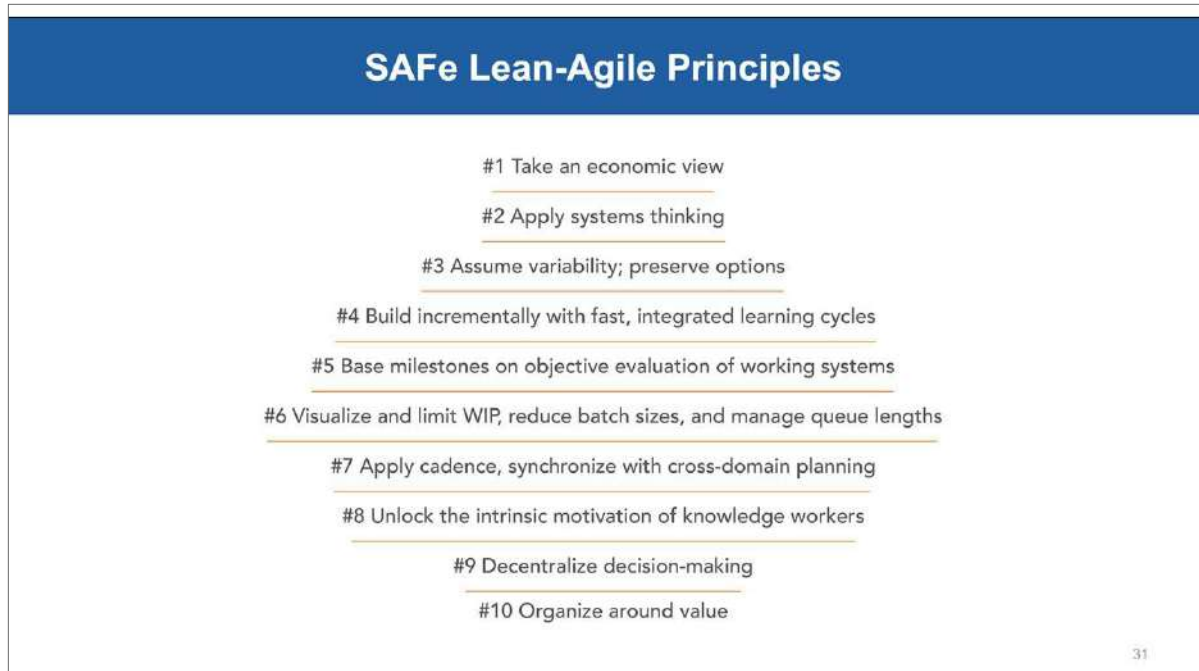 SAFe Lean-Agile Principles
#1 Take an economic view
#2 Apply systems thinking
#3 Assume variability; preserve options
#4 Build incrementally with fast, integrated learning cycles
#5 Base milestones on objective evaluation of working systems
#6 Visualize and limit WIP, reduce batch sizes, and manage queue lengths
#7 Apply cadence, synchronize with cross-domain planning
#8 Unlock the intrinsic motivation of knowledge workers
#9 Decentralize decision-making
#10 Organize around value
31